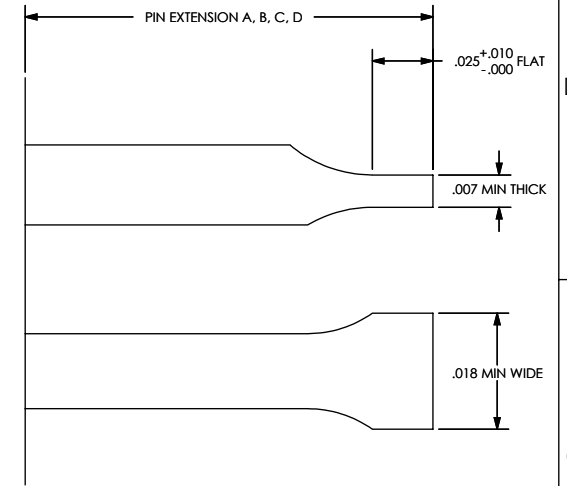 PIN EXTENSION A, B, C, D
.025 +.010 -.000 FLAT
.007 MIN THICK
.018 MIN WIDE